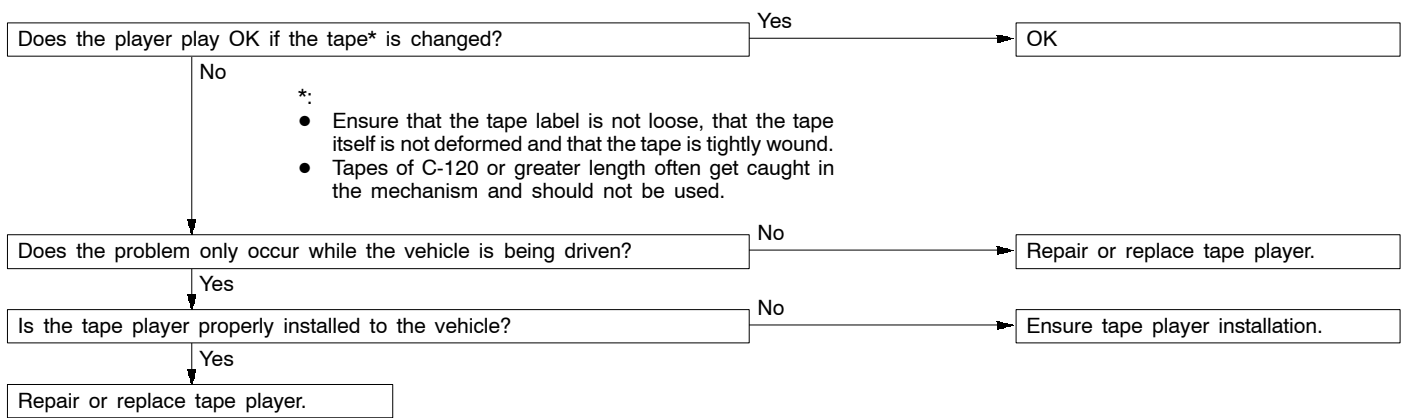 Does the player play OK if the tape* is changed?
Yes
OK
No
*:
● Ensure that the tape label is not loose, that the tape
itself is not deformed and that the tape is tightly wound.
● Tapes of C-120 or greater length often get caught in
the mechanism and should not be used.
Does the problem only occur while the vehicle is being driven?
No
Repair or replace tape player.
Yes
Is the tape player properly installed to the vehicle?
No
Ensure tape player installation.
Yes
Repair or replace tape player.